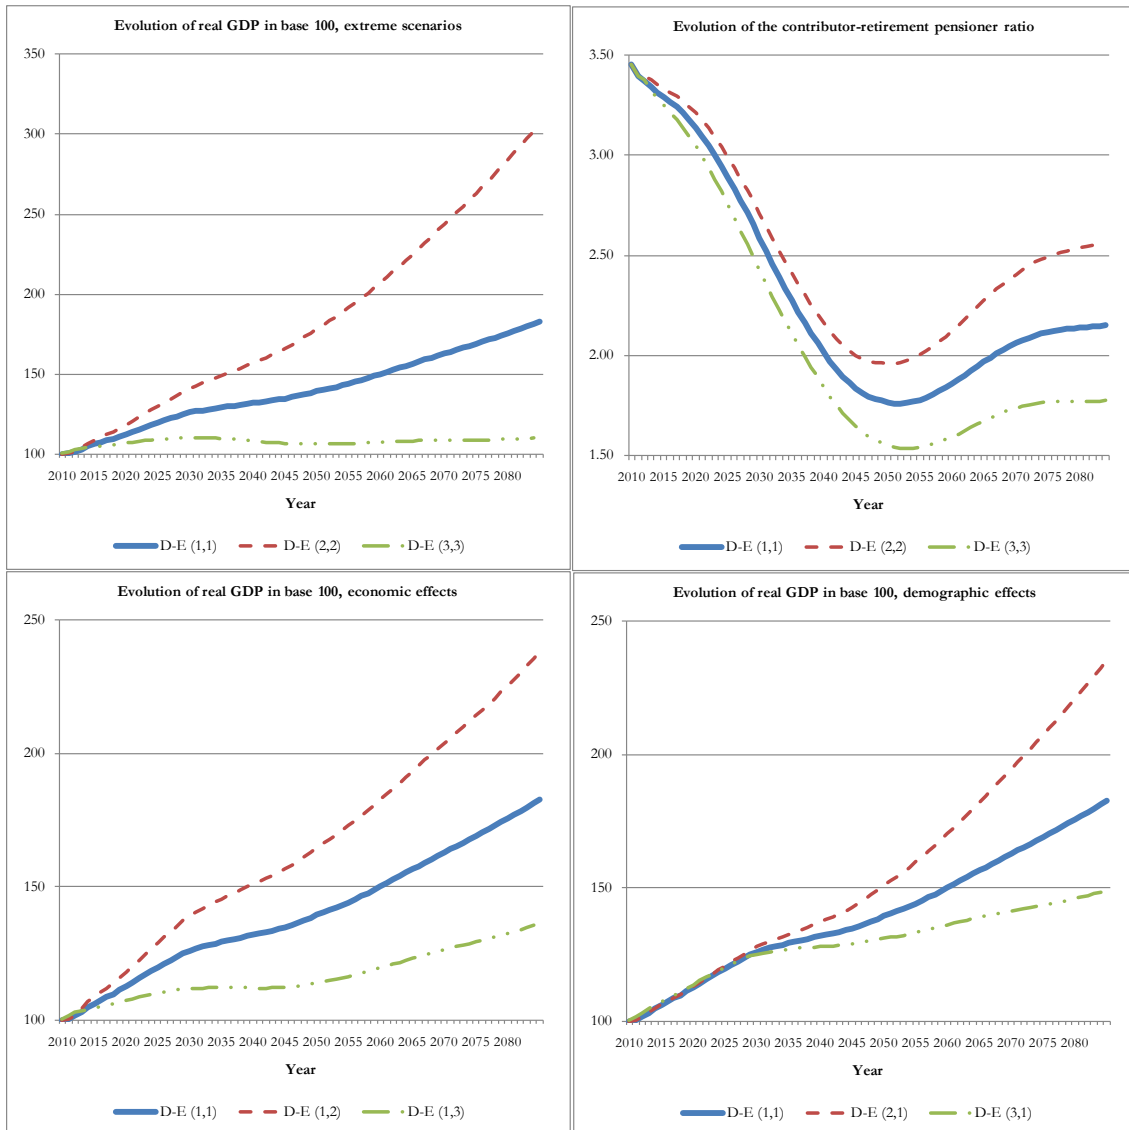 Evolution of real GDP in base 100, extreme scenarios
350
300
250
200
150
100
2010 2015 2020 2025 2030 2035 2040 2045 2050 2055 2060 2065 2070 2075 2080
Year
D-E (1,1) D-E (2,2) D-E (3,3)
Evolution of the contributor-retirement pensioner ratio
3.50
3.00
2.50
2.00
1.50
2010 2015 2020 2025 2030 2035 2040 2045 2050 2055 2060 2065 2070 2075 2080
Year
D-E (1,1) D-E (2,2) D-E (3,3)
Evolution of real GDP in base 100, economic effects
250
200
150
100
2010 2015 2020 2025 2030 2035 2040 2045 2050 2055 2060 2065 2070 2075 2080
Year
D-E (1,1) D-E (1,2) D-E (1,3)
Evolution of real GDP in base 100, demographic effects
250
200
150
100
2010 2015 2020 2025 2030 2035 2040 2045 2050 2055 2060 2065 2070 2075 2080
Year
D-E (1,1) D-E (2,1) D-E (3,1)